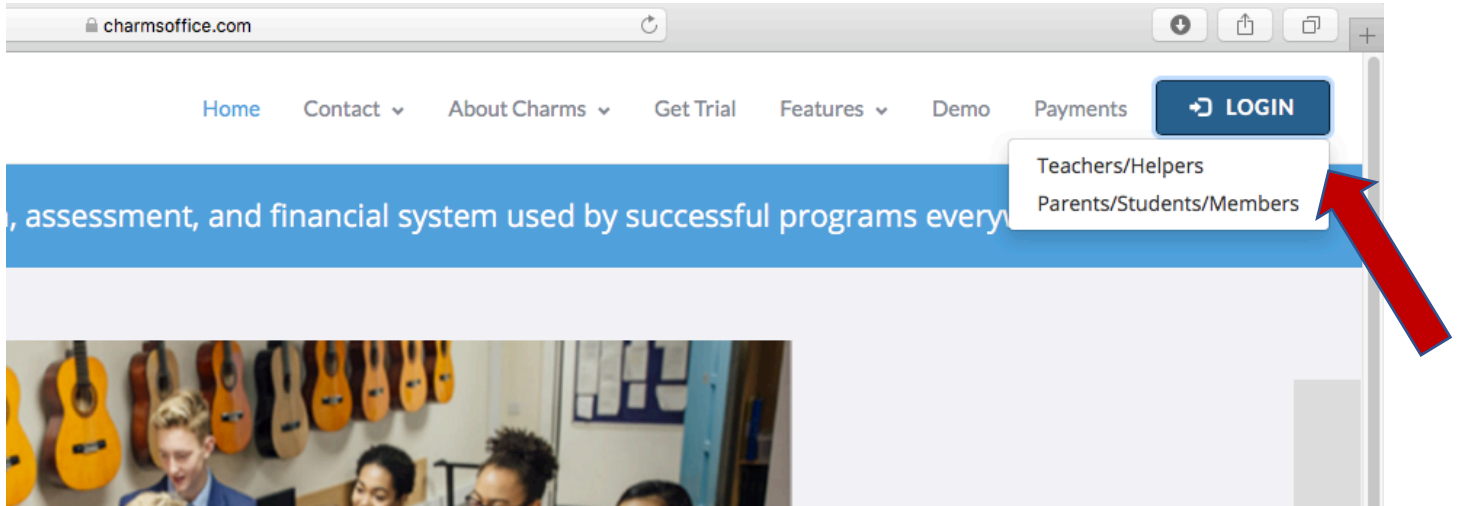 charmsoffice.com
Home Contact About Charms Get Trial Features Demo Payments LOGIN
Teachers/Helpers
Parents/Students/Members
, assessment, and financial system used by successful programs